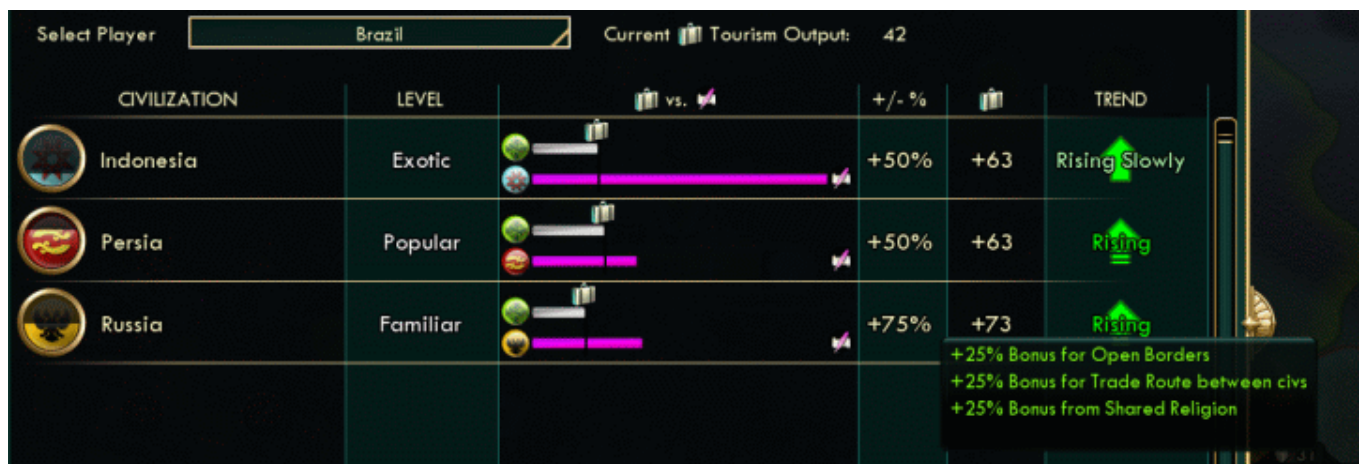 Select Player Brazil Current Tourism Output: 42
CIVILIZATION LEVEL vs. +/- % TREND
Indonesia Exotic +50% +63 Rising Slowly
Persia Popular +50% +63 Rising
Russia Familiar +75% +73 Rising
+25% Bonus for Open Borders
+25% Bonus for Trade Route between civs
+25% Bonus from Shared Religion
31